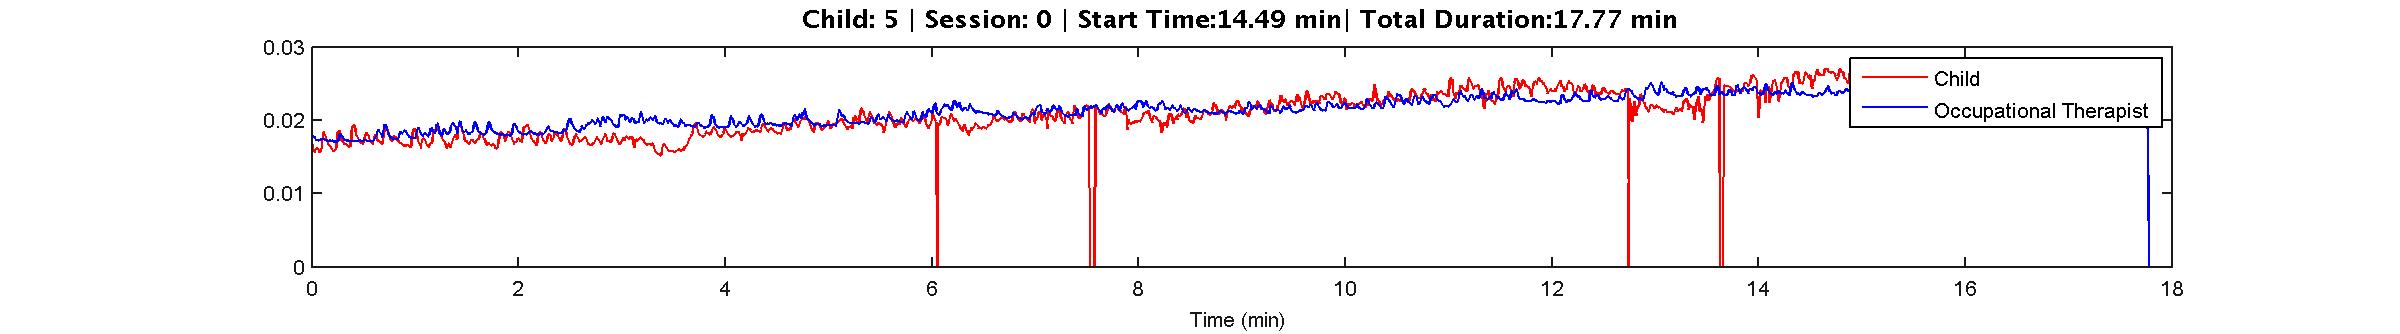 Child: 5 | Session: 0 | Start Time:14.49 min| Total Duration:17.77 min
0.03
Child
Occupational Therapist
0.02
0.01
0
0 2 4 6 8 10 12 14 16 18
Time (min)